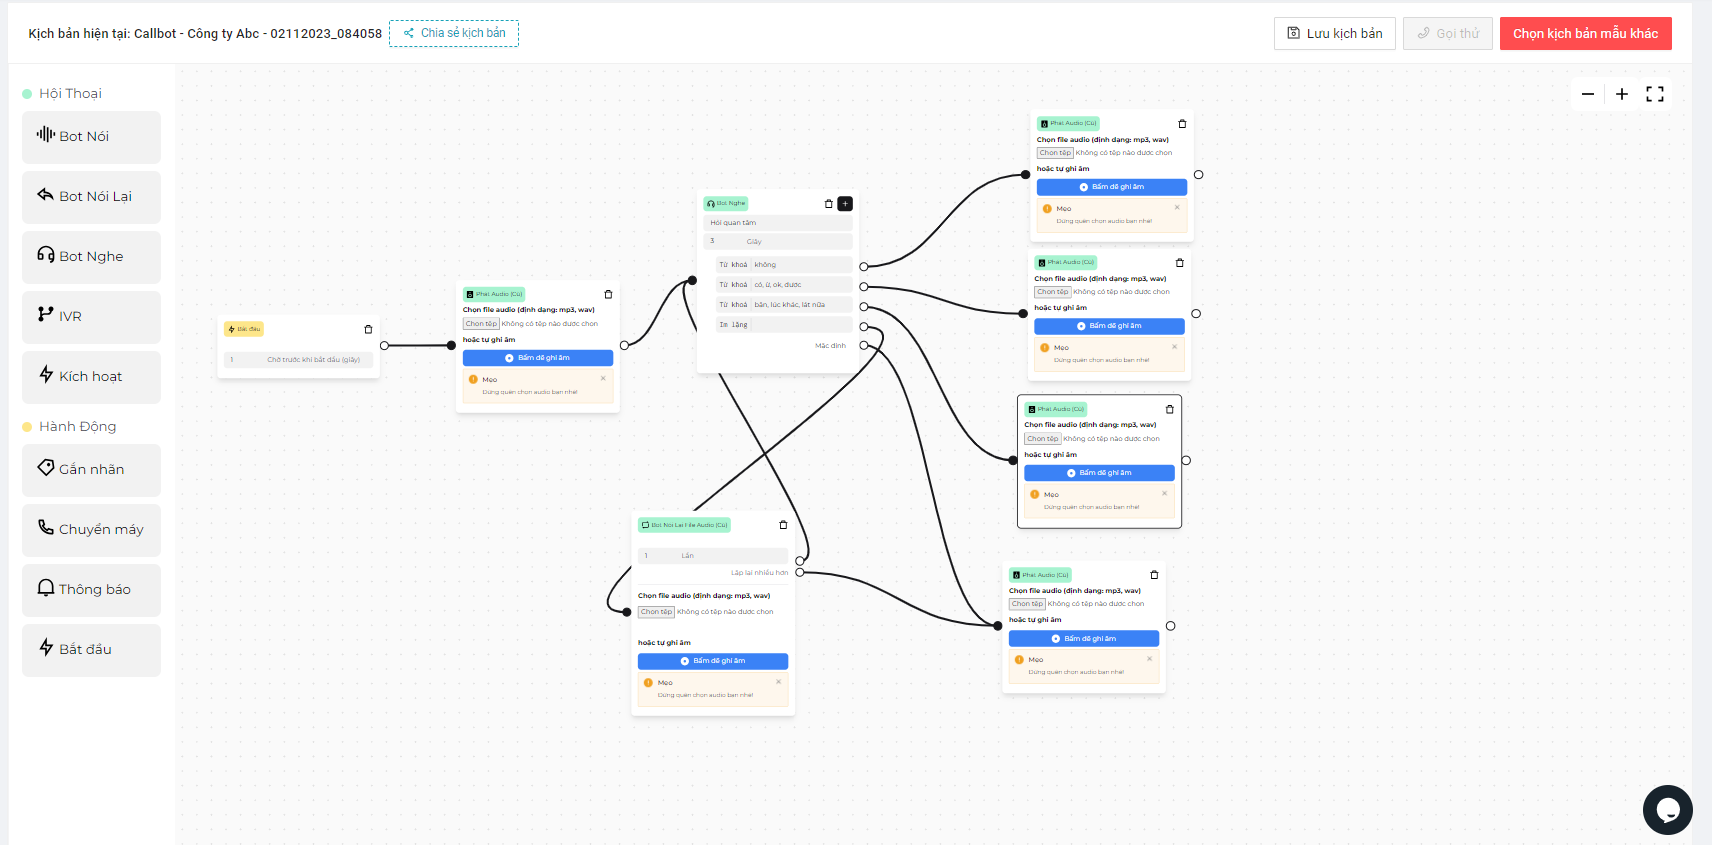 Kịch bản hiện tại: Callbot - Công ty Abc - 02112023_084058
Chia sẻ kịch bản
Lưu kịch bản
Gọi thử
Chọn kịch bản mẫu khác
Hội Thoại
Bot Nói
Bot Nói Lại
Bot Nghe
IVR
Kích hoạt
Hành Động
Gắn nhãn
Chuyển máy
Thông báo
Bắt đầu
Bắt đầu
1 Chờ trước khi bắt đầu (giây)
Phát Audio (Cũ)
Chọn file audio (định dạng: mp3, wav)
Chọn tệp Không có tệp nào được chọn
hoặc tự ghi âm
Bấm để ghi âm
Mẹo
Đừng quên chọn audio bạn nhé!
Bot Nghe
Hỏi quan tâm
3 Giây
Từ khoá không
Từ khoá có, ừ, ok, được
Từ khoá bận, lúc khác, lát nữa
Im lặng
Mặc định
Bot Nói Lại File Audio (Cũ)
1 Lần
Lặp lại nhiều hơn
Chọn file audio (định dạng: mp3, wav)
Chọn tệp Không có tệp nào được chọn
hoặc tự ghi âm
Bấm để ghi âm
Mẹo
Đừng quên chọn audio bạn nhé!
Phát Audio (Cũ)
Chọn file audio (định dạng: mp3, wav)
Chọn tệp Không có tệp nào được chọn
hoặc tự ghi âm
Bấm để ghi âm
Mẹo
Đừng quên chọn audio bạn nhé!
Phát Audio (Cũ)
Chọn file audio (định dạng: mp3, wav)
Chọn tệp Không có tệp nào được chọn
hoặc tự ghi âm
Bấm để ghi âm
Mẹo
Đừng quên chọn audio bạn nhé!
Phát Audio (Cũ)
Chọn file audio (định dạng: mp3, wav)
Chọn tệp Không có tệp nào được chọn
hoặc tự ghi âm
Bấm để ghi âm
Mẹo
Đừng quên chọn audio bạn nhé!
Phát Audio (Cũ)
Chọn file audio (định dạng: mp3, wav)
Chọn tệp Không có tệp nào được chọn
hoặc tự ghi âm
Bấm để ghi âm
Mẹo
Đừng quên chọn audio bạn nhé!